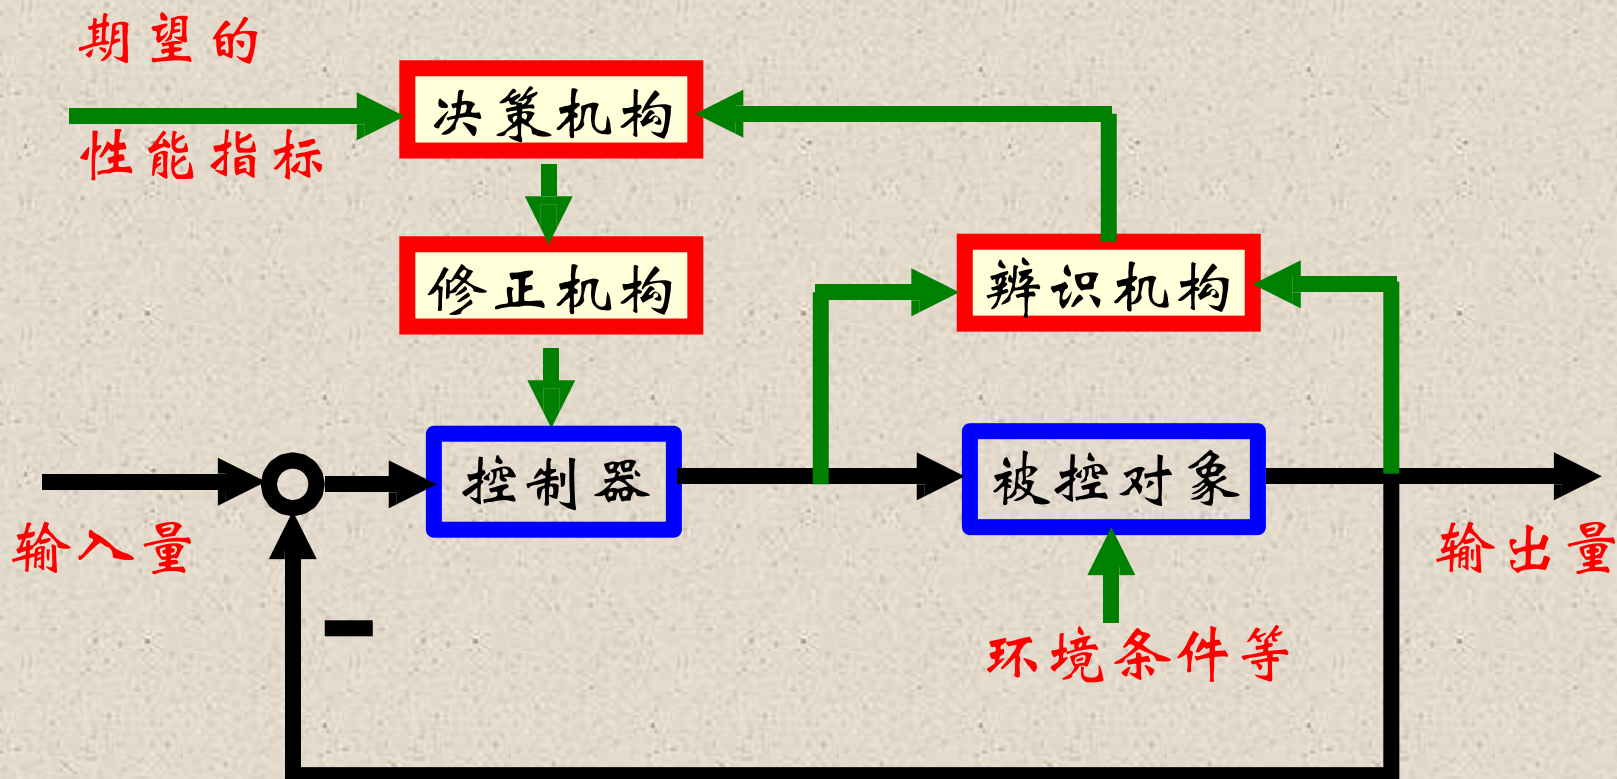 期望的
决策机构
性能指标
修正机构
辨识机构
控制器
被控对象
输入量
输出量
环境条件等